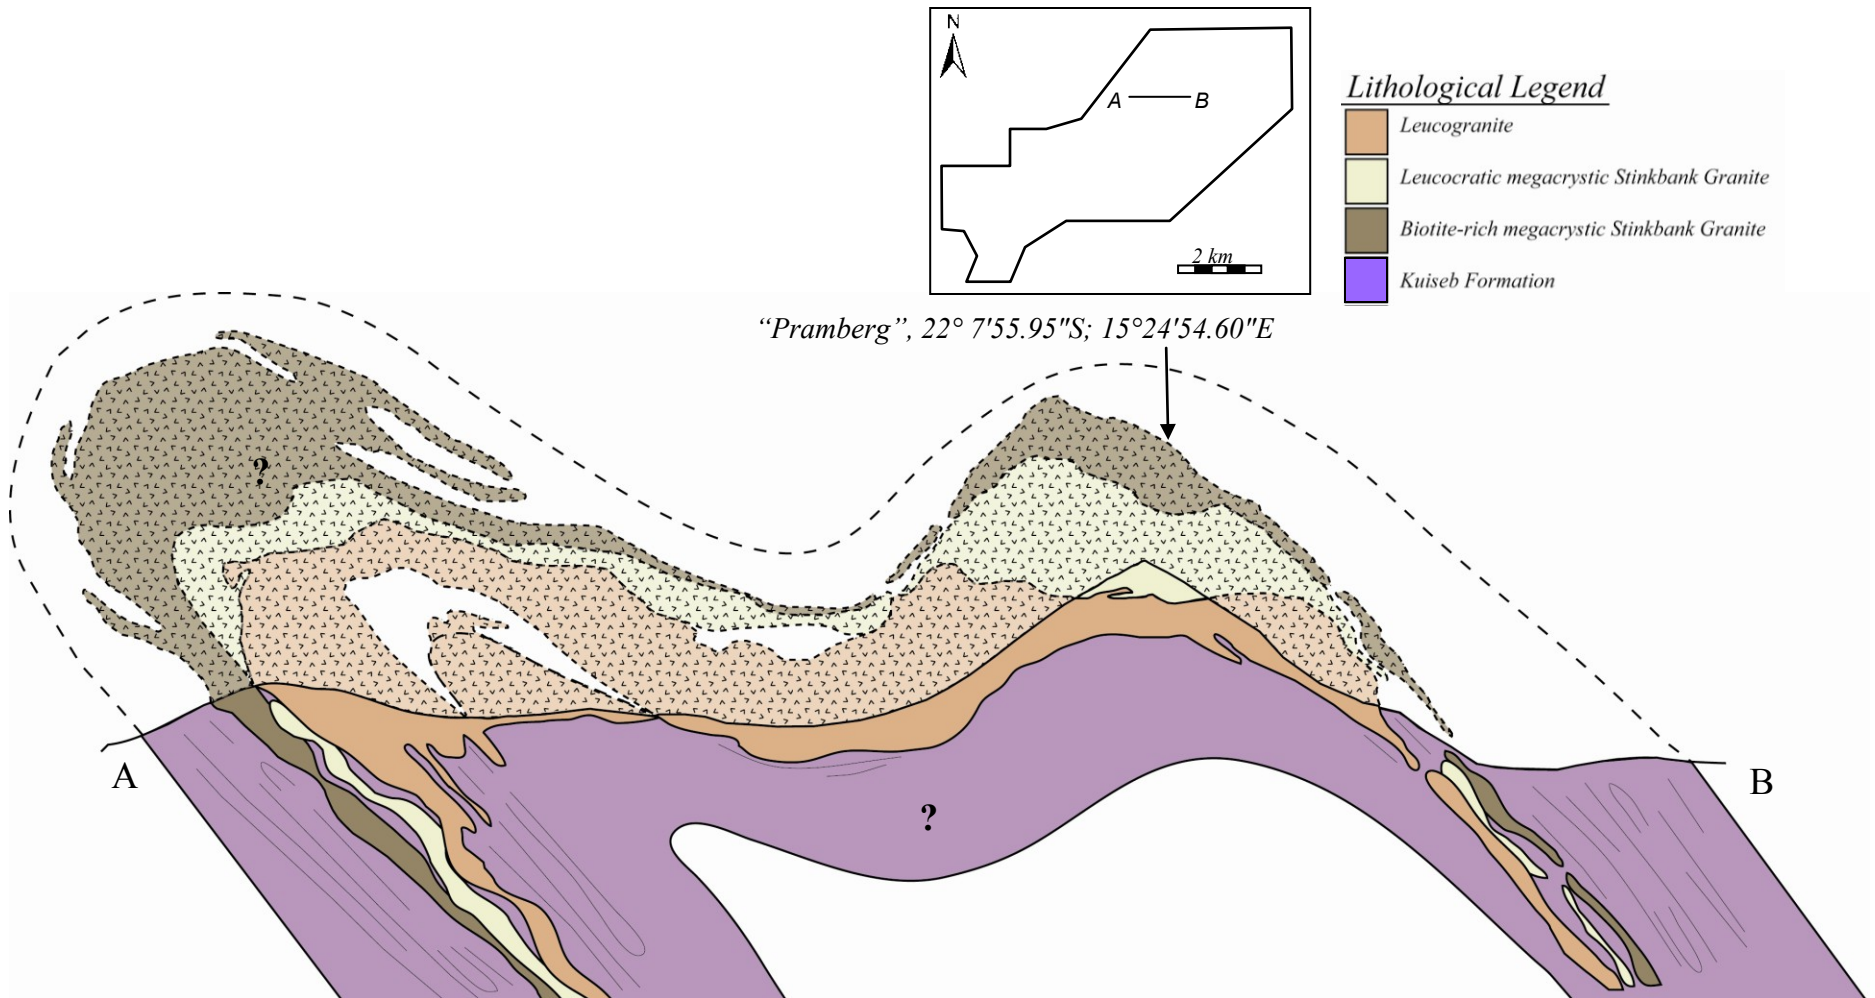 N
A
B
2 km
Lithological Legend
Leucogranite
Leucocratic megacrystic Stinkbank Granite
Biotite-rich megacrystic Stinkbank Granite
Kuiseb Formation
“Pramberg”, 22° 7'55.95"S; 15°24'54.60"E
?
A
B
?